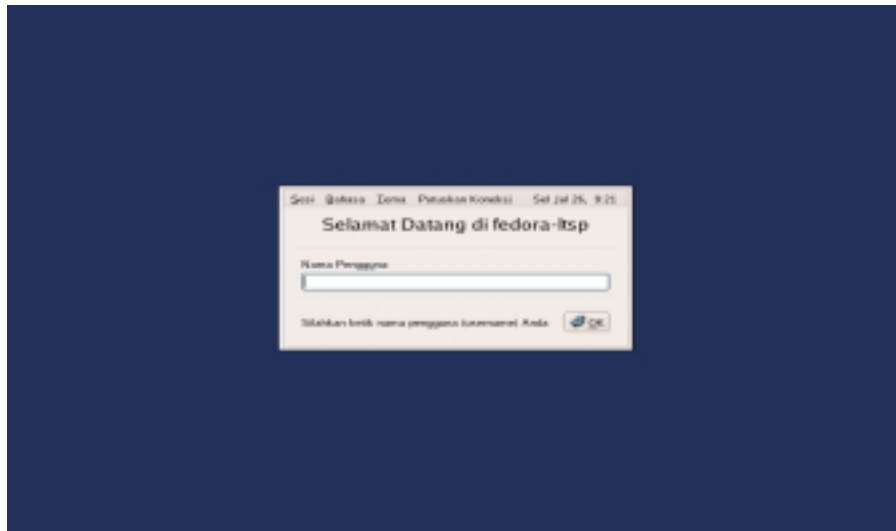 Sesi Bahasa Tema Putuskan Koneksi Sel Jul 26, 9:21
Selamat Datang di fedora-ltsp
Nama Pengguna
Silahkan ketik nama pengguna (username) Anda OK